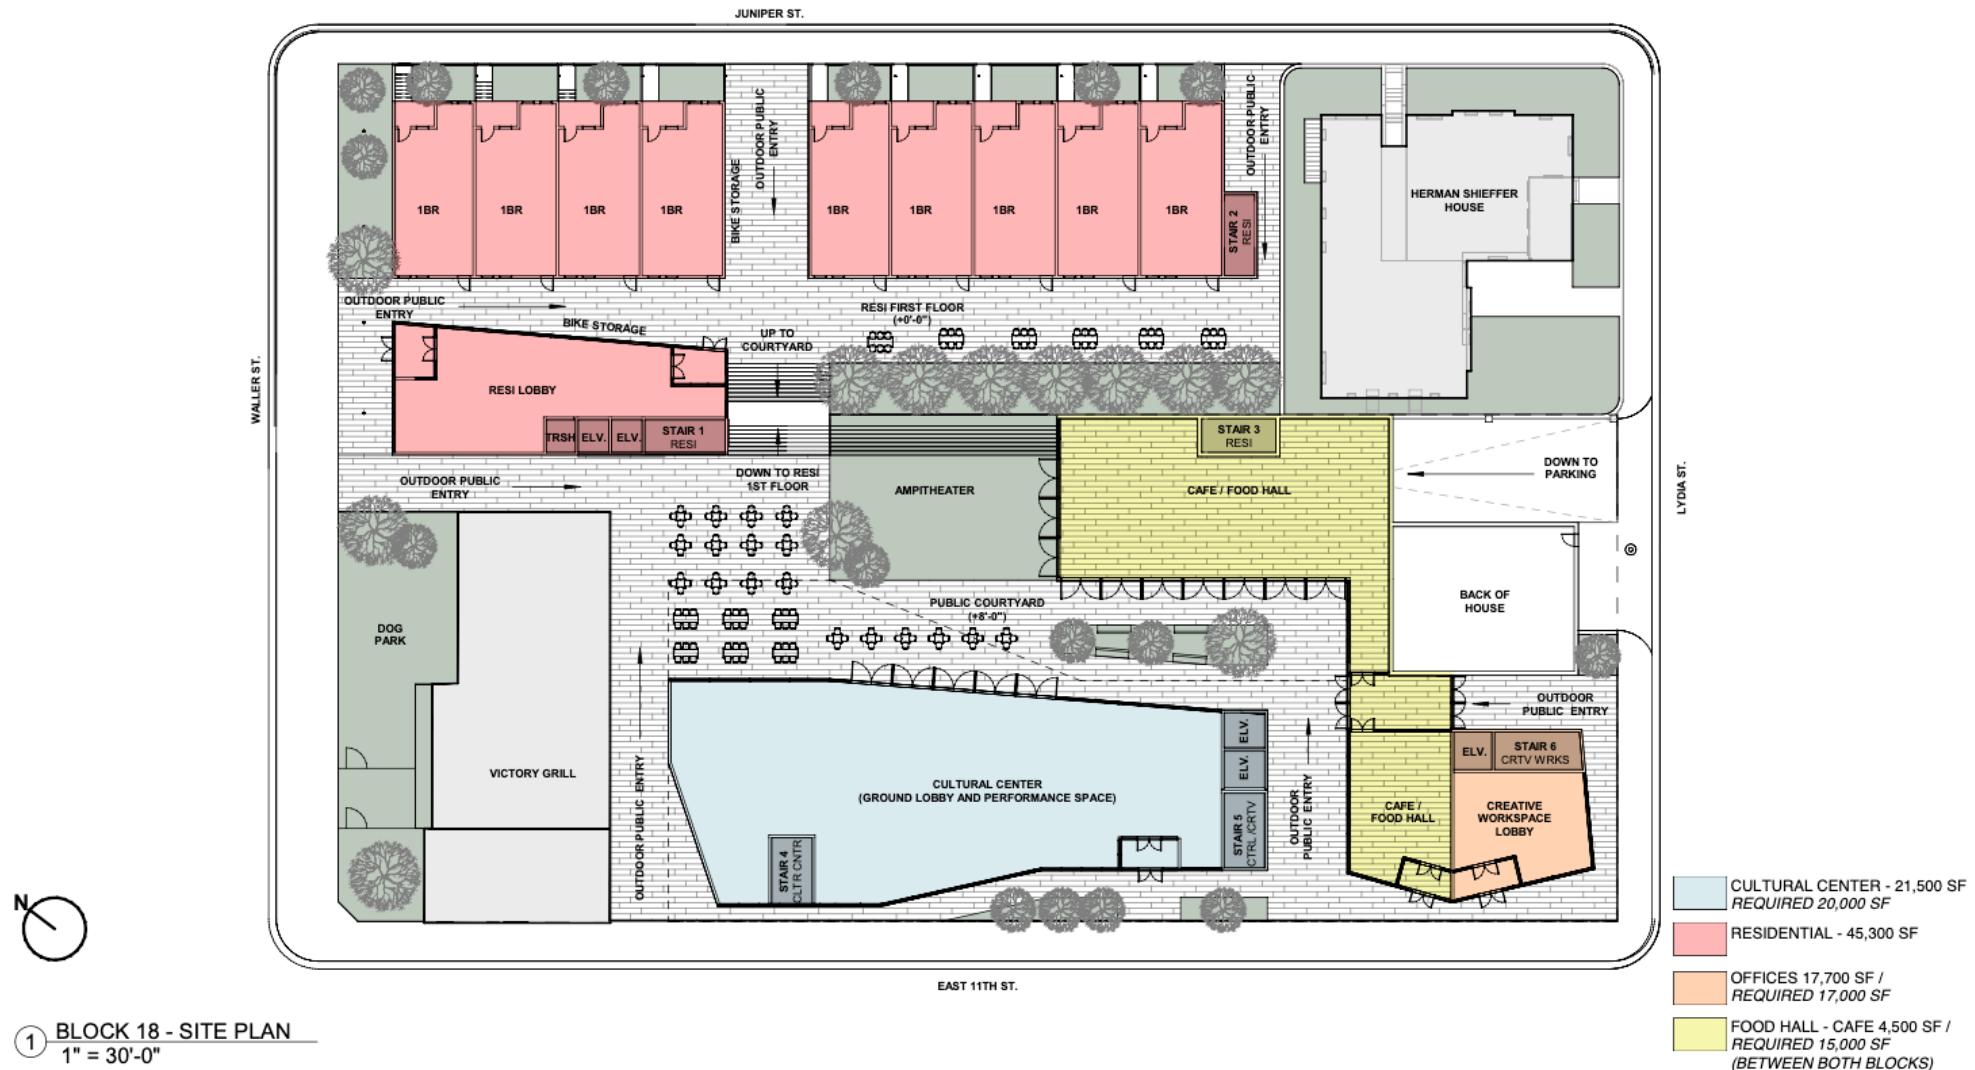 JUNIPER ST.
OUTDOOR PUBLIC
ENTRY
OUTDOOR PUBLIC
ENTRY
1BR
1BR
1BR
1BR
BIKE STORAGE
1BR
1BR
1BR
1BR
1BR
STAIR 2
RESI
HERMAN SHIEFFER
HOUSE
OUTDOOR PUBLIC
ENTRY
BIKE STORAGE
UP TO
COURTYARD
RESI FIRST FLOOR
(+0'-0")
WALLER ST.
RESI LOBBY
TRSH
ELV.
ELV.
STAIR 1
RESI
STAIR 3
RESI
OUTDOOR PUBLIC
ENTRY
DOWN TO RESI
1ST FLOOR
AMPITHEATER
CAFE / FOOD HALL
DOWN TO
PARKING
LYDIA ST.
DOG
PARK
PUBLIC COURTYARD
(+8'-0")
BACK OF
HOUSE
OUTDOOR
PUBLIC ENTRY
VICTORY GRILL
OUTDOOR PUBLIC ENTRY
CULTURAL CENTER
(GROUND LOBBY AND PERFORMANCE SPACE)
STAIR 4
CLTR CNTR
ELV.
ELV.
STAIR 5
CTRL /CRTV
OUTDOOR
PUBLIC ENTRY
ELV.
STAIR 6
CRTV WRKS
CAFE /
FOOD HALL
CREATIVE
WORKSPACE
LOBBY
EAST 11TH ST.
N
1
BLOCK 18 - SITE PLAN
1" = 30'-0"
CULTURAL CENTER - 21,500 SF
REQUIRED 20,000 SF
RESIDENTIAL - 45,300 SF
OFFICES 17,700 SF /
REQUIRED 17,000 SF
FOOD HALL - CAFE 4,500 SF /
REQUIRED 15,000 SF
(BETWEEN BOTH BLOCKS)